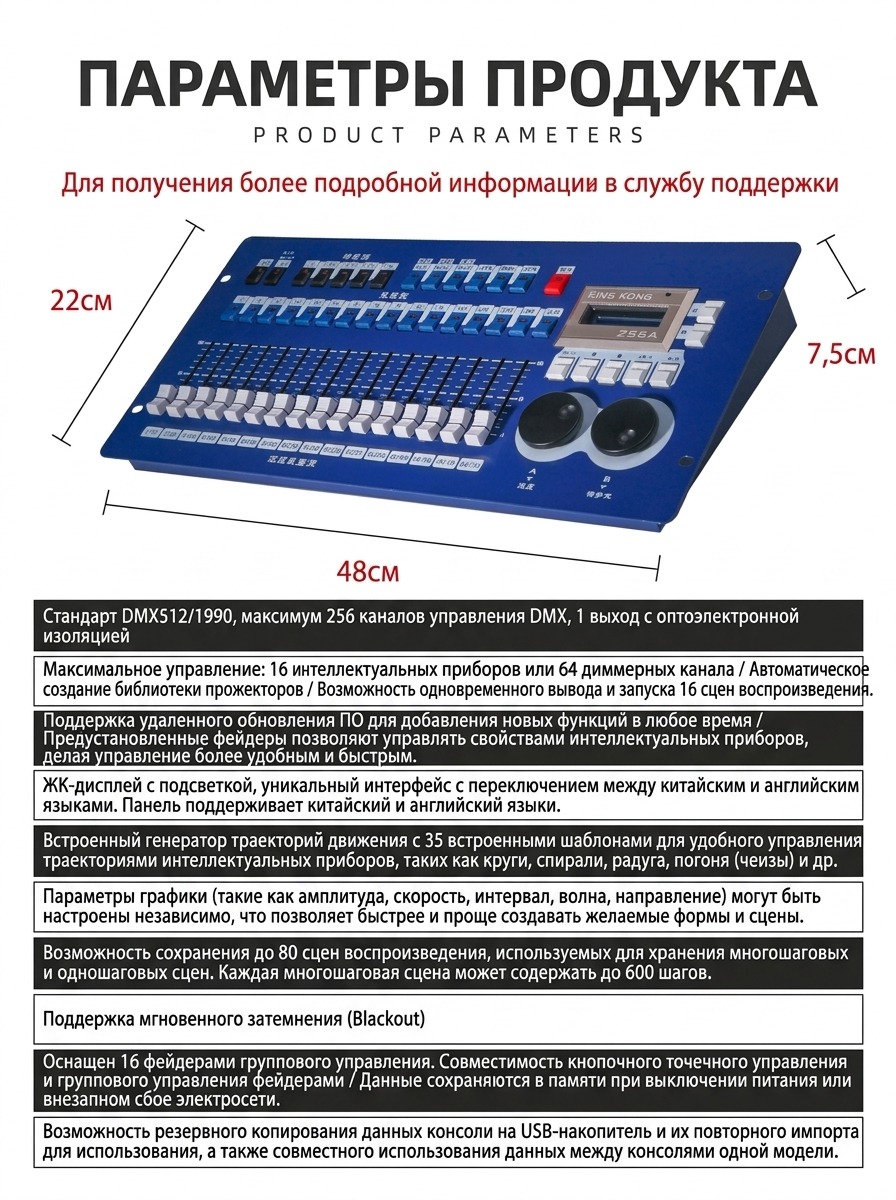 ПАРАМЕТРЫ ПРОДУКТА
PRODUCT PARAMETERS
Для получения более подробной информации в службу поддержки
22см
7,5см
48см
KONG
Стандарт DMX512/1990, максимум 256 каналов управления DMX, 1 выход с оптоэлектронной
изоляцией
Максимальное управление: 16 интеллектуальных приборов или 64 диммерных канала / Автоматическое
создание библиотеки прожекторов / Возможность одновременного вывода и запуска 16 сцен воспроизведения.
Поддержка удаленного обновления ПО для добавления новых функций в любое время /
Предустановленные фейдеры позволяют управлять свойствами интеллектуальных приборов,
делая управление более удобным и быстрым.
ЖК-дисплей с подсветкой, уникальный интерфейс с переключением между китайским и английским
языками. Панель поддерживает китайский и английский языки.
Встроенный генератор траекторий движения с 35 встроенными шаблонами для удобного управления
траекториями интеллектуальных приборов, таких как круги, спирали, радуга, погоня (чеизы) и др.
Параметры графики (такие как амплитуда, скорость, интервал, волна, направление) могут быть
настроены независимо, что позволяет быстрее и проще создавать желаемые формы и сцены.
Возможность сохранения до 80 сцен воспроизведения, используемых для хранения многошаговых
и одношаговых сцен. Каждая многошаговая сцена может содержать до 600 шагов.
Поддержка мгновенного затемнения (Blackout)
Оснащен 16 фейдерами группового управления. Совместимость кнопочного точечного управления
и группового управления фейдерами / Данные сохраняются в памяти при выключении питания или
внезапном сбое электросети.
Возможность резервного копирования данных консоли на USB-накопитель и их повторного импорта
для использования, а также совместного использования данных между консолями одной модели.